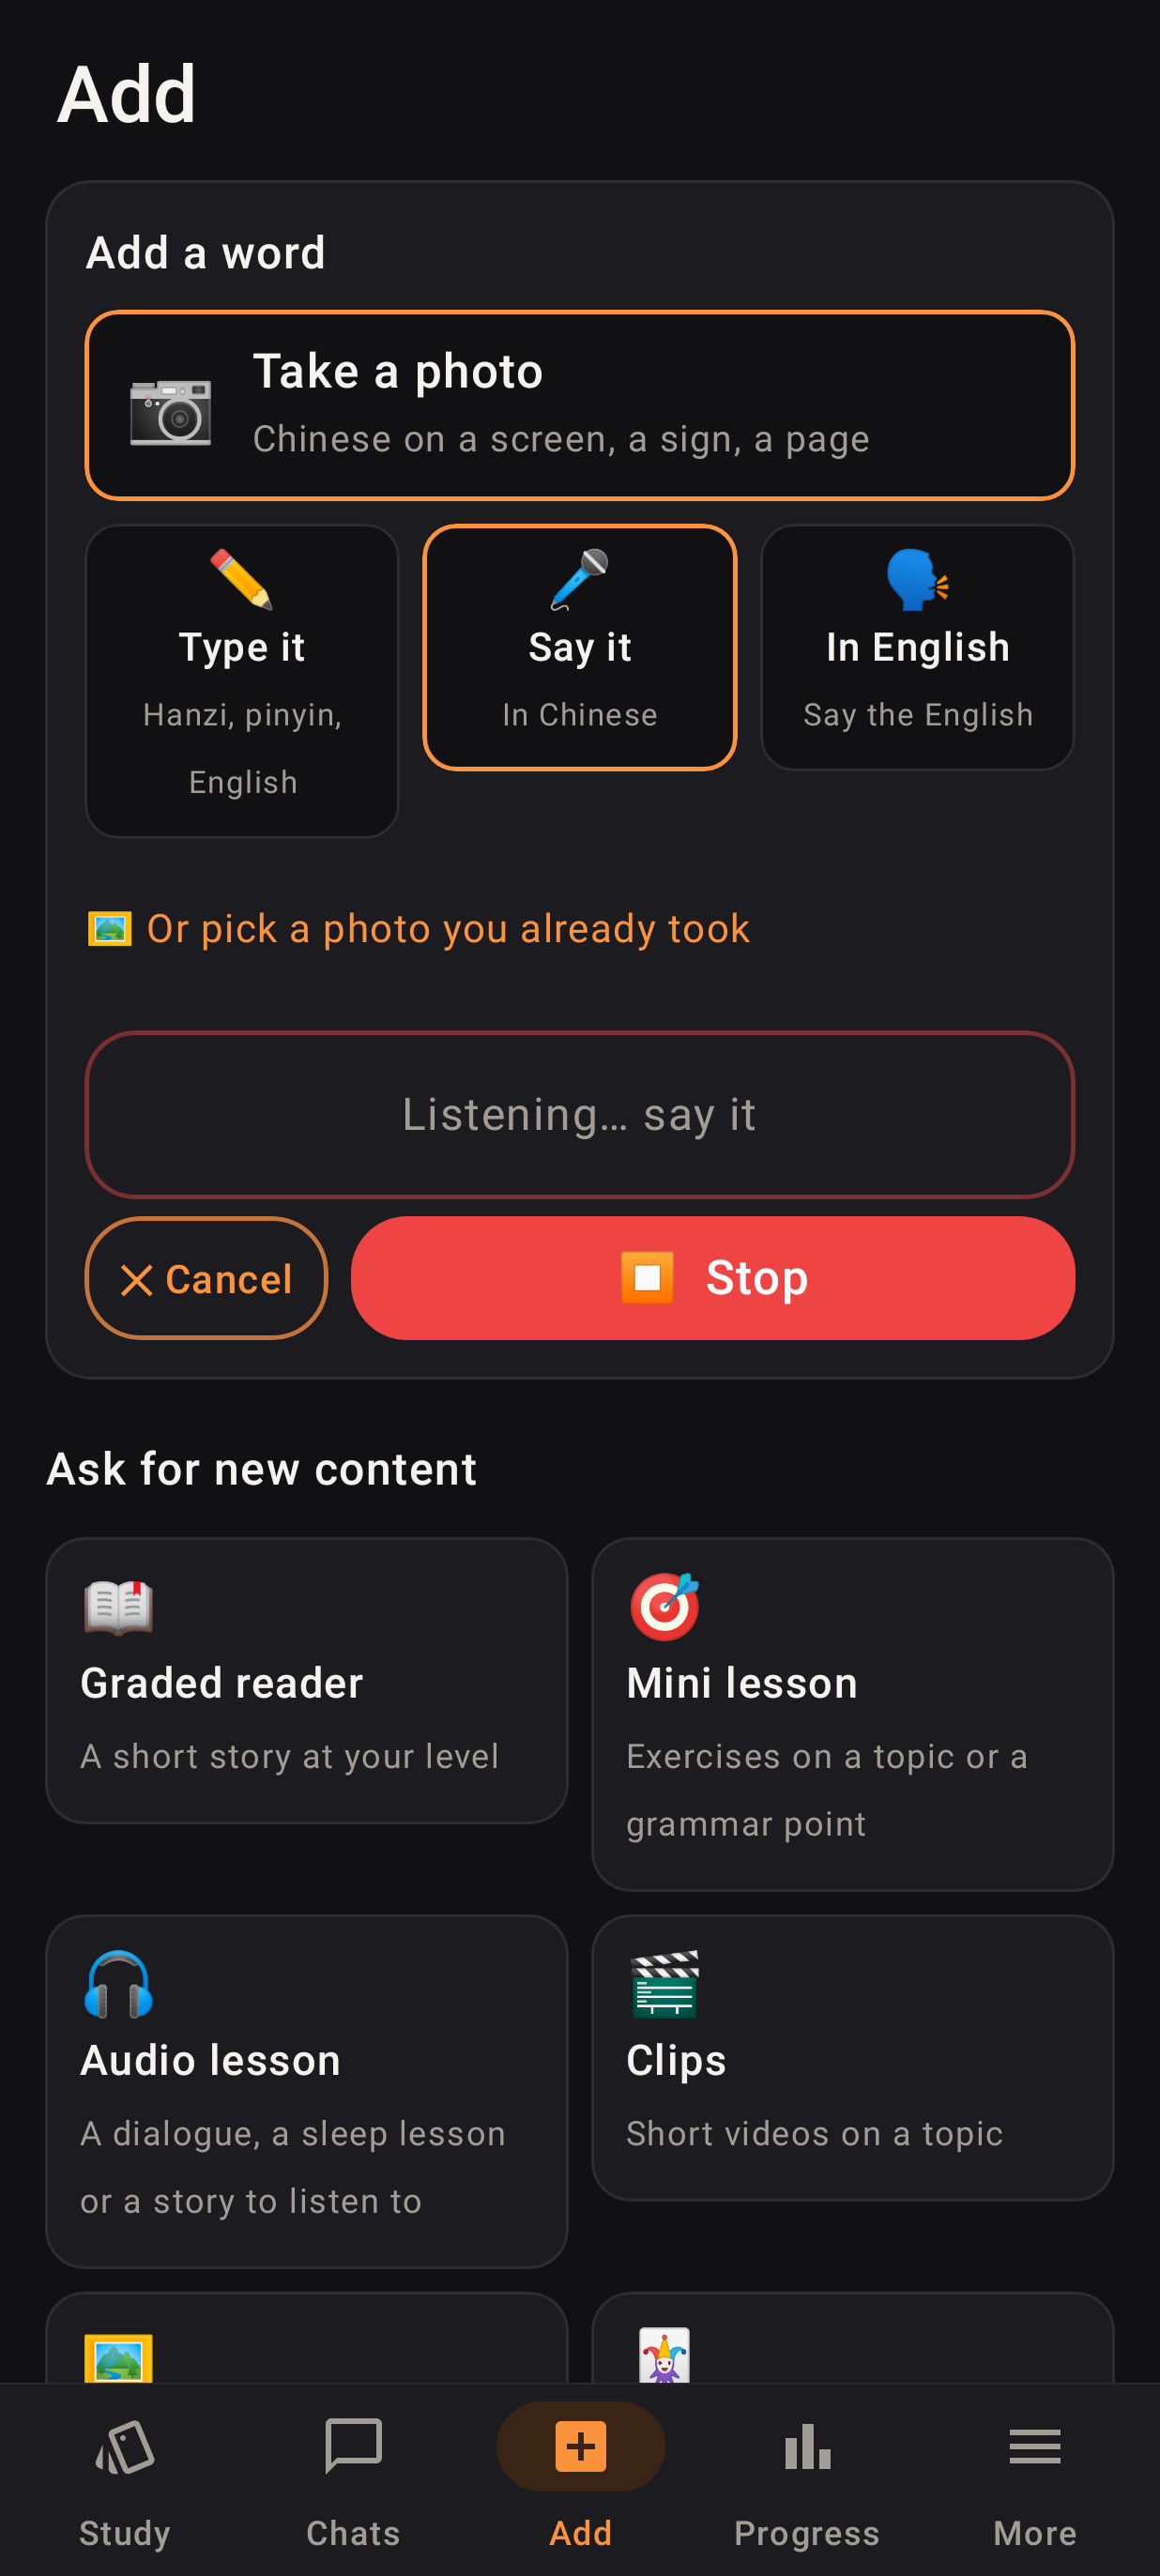 Add
Add a word
Take a photo
Chinese on a screen, a sign, a page
Type it
Hanzi, pinyin,
English
Say it
In Chinese
In English
Say the English
Or pick a photo you already took
Listening… say it
Cancel
Stop
Ask for new content
Graded reader
A short story at your level
Mini lesson
Exercises on a topic or a
grammar point
Audio lesson
A dialogue, a sleep lesson
or a story to listen to
Clips
Short videos on a topic
Study
Chats
Add
Progress
More